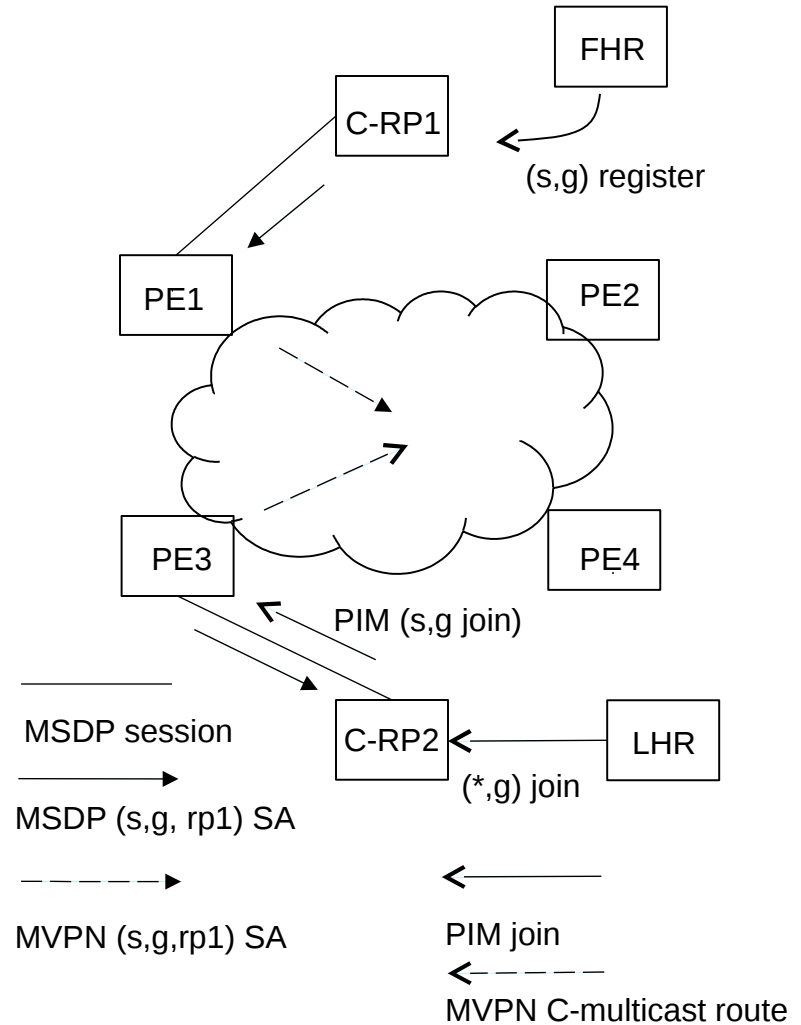 FHR
C-RP1
(s,g) register
PE1
PE2
PE3
PE4
PIM (s,g join)
MSDP session
C-RP2
LHR
(*,g) join
MSDP (s,g, rp1) SA
MVPN (s,g,rp1) SA
PIM join
MVPN C-multicast route